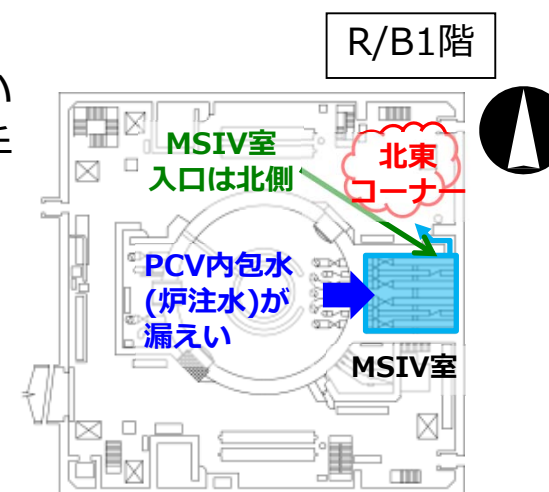 R/B1階
い
MSIV室
入口は北側
北東
コーナー
PCV内包水
(炉注水)が
漏えい
MSIV室